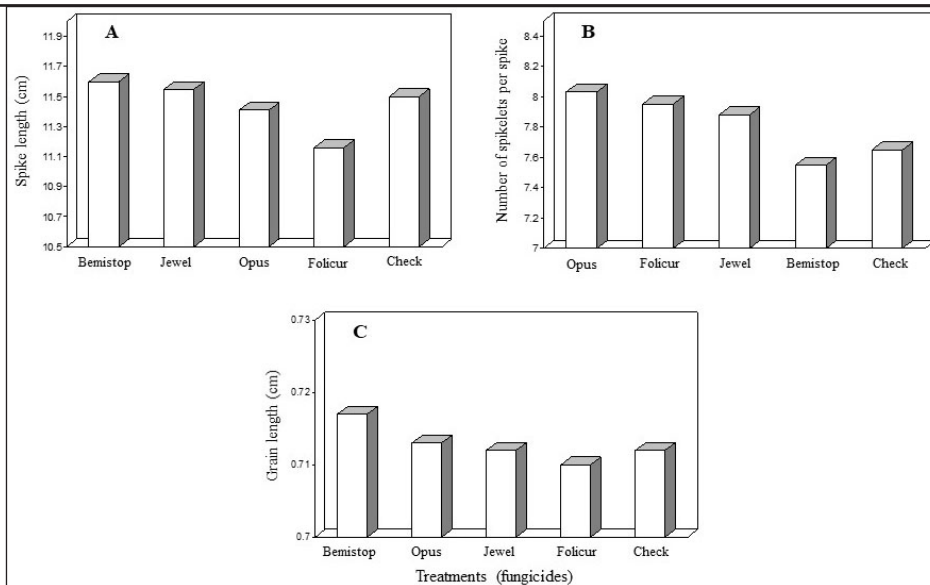 A
Spike length (cm)
11.9
11.7
11.5
11.3
11.1
10.9
10.7
10.5
Bemistop Jewel Opus Folicur Check
B
Number of spikelets per spike
8.4
8.2
8
7.8
7.6
7.4
7.2
7
Opus Folicur Jewel Bemistop Check
C
Grain length (cm)
0.73
0.72
0.71
0.7
Bemistop Opus Jewel Folicur Check
Treatments (fungicides)